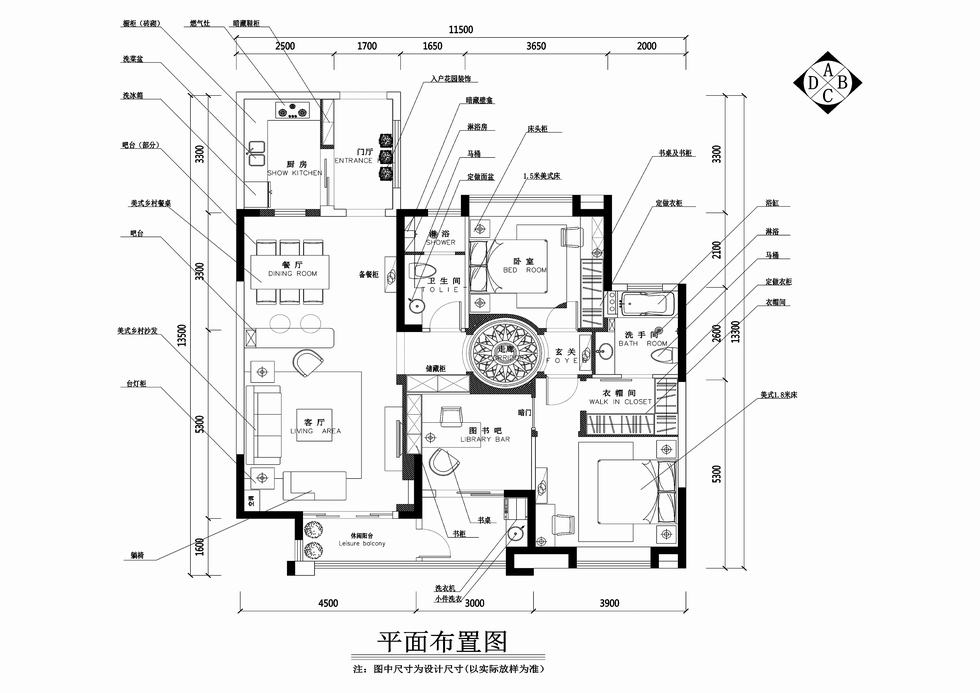 橱柜（砖砌）
燃气灶
暗藏鞋柜
11500
2500
1700
1650
3650
2000
洗菜盆
洗冰箱
吧台（部分）
美式乡村餐桌
吧台
美式乡村沙发
台灯柜
躺椅
入户花园装饰
暗藏壁龛
淋浴房
马桶
定做面盆
床头柜
1.5米美式床
书桌及书柜
定做衣柜
浴缸
淋浴
马桶
定做衣柜
衣帽间
美式1.8米床
A
B
C
D
3300
3300
5300
1600
13500
3300
2100
2600
5300
13300
厨房
SHOW KITCHEN
门厅
ENTRANCE
餐厅
DINING ROOM
备餐柜
淋浴
SHOWER
卫生间
TOLIE
卧室
BED ROOM
走廊
玄关
FOYER
洗手间
BATH ROOM
衣帽间
WALK IN CLOSET
储藏柜
暗门
图书吧
LIBRARY BAR
客厅
LIVING AREA
空调
休闲阳台
Leisure balcony
书柜
书桌
洗衣机
小件洗衣
4500
3000
3900
平面布置图
注：图中尺寸为设计尺寸(以实际放样为准）